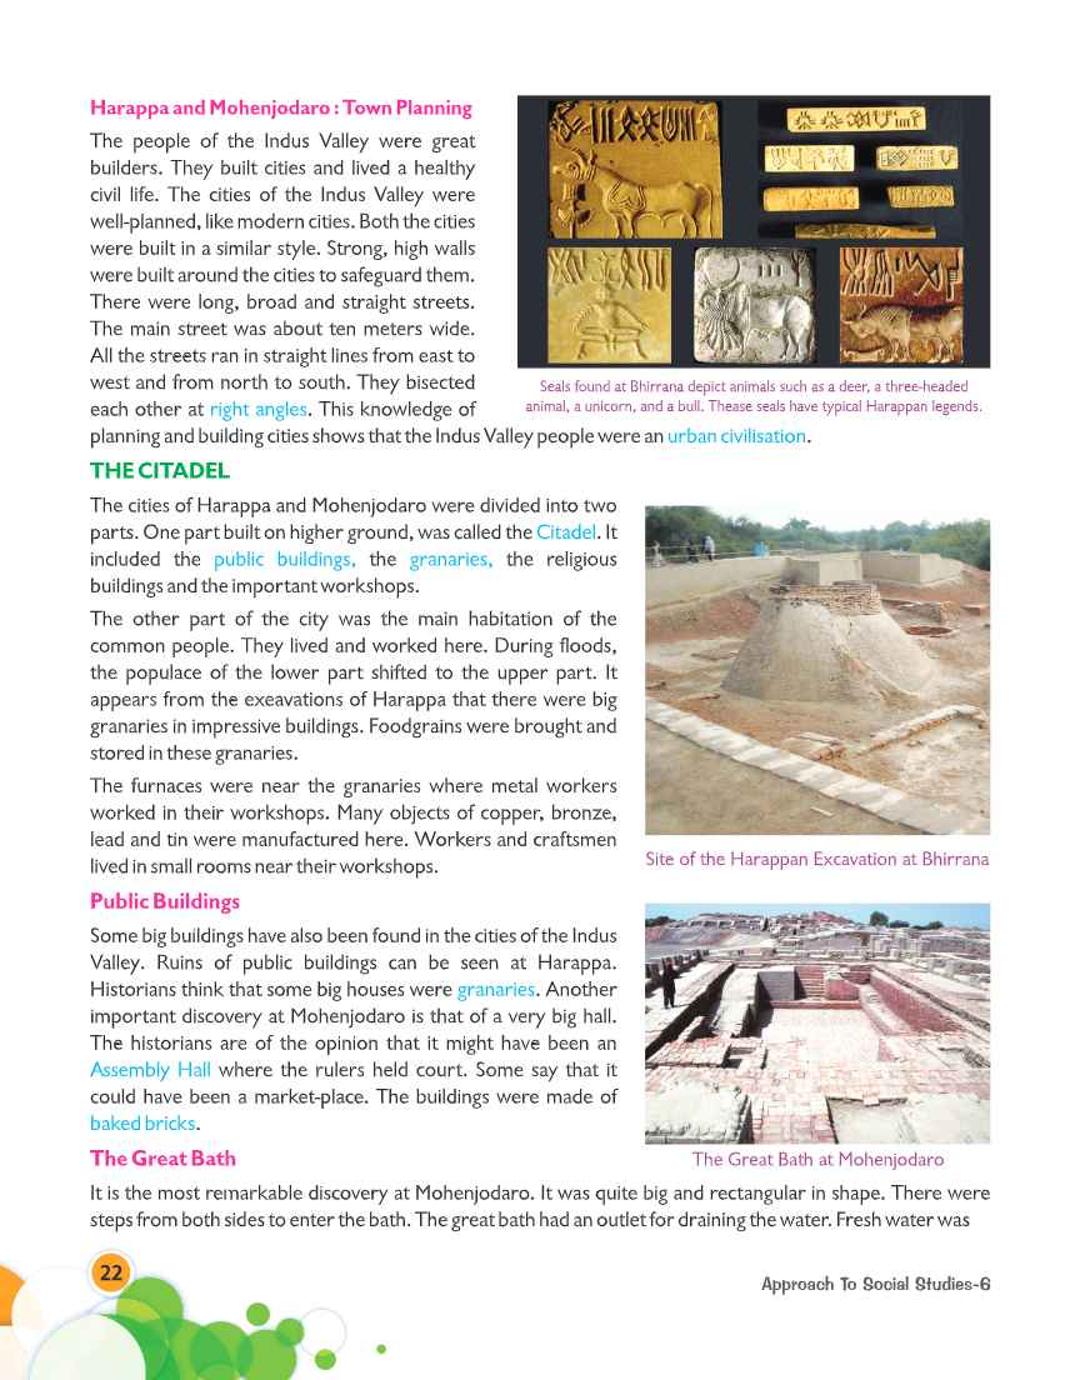 Harappa and Mohenjodaro : Town Planning
The people of the Indus Valley were great
builders. They built cities and lived a healthy
civil life. The cities of the Indus Valley were
well-planned, like modern cities. Both the cities
were built in a similar style. Strong, high walls
were built around the cities to safeguard them.
There were long, broad and straight streets.
The main street was about ten meters wide.
All the streets ran in straight lines from east to
west and from north to south. They bisected
each other at right angles. This knowledge of
planning and building cities shows that the Indus Valley people were an urban civilisation.
Seals found at Bhirrana depict animals such as a deer, a three-headed
animal, a unicorn, and a bull. Thease seals have typical Harappan legends.
THE CITADEL
The cities of Harappa and Mohenjodaro were divided into two
parts. One part built on higher ground, was called the Citadel. It
included the public buildings, the granaries, the religious
buildings and the important workshops.
The other part of the city was the main habitation of the
common people. They lived and worked here. During floods,
the populace of the lower part shifted to the upper part. It
appears from the exeavations of Harappa that there were big
granaries in impressive buildings. Foodgrains were brought and
stored in these granaries.
The furnaces were near the granaries where metal workers
worked in their workshops. Many objects of copper, bronze,
lead and tin were manufactured here. Workers and craftsmen
lived in small rooms near their workshops.
Site of the Harappan Excavation at Bhirrana
Public Buildings
Some big buildings have also been found in the cities of the Indus
Valley. Ruins of public buildings can be seen at Harappa.
Historians think that some big houses were granaries. Another
important discovery at Mohenjodaro is that of a very big hall.
The historians are of the opinion that it might have been an
Assembly Hall where the rulers held court. Some say that it
could have been a market-place. The buildings were made of
baked bricks.
The Great Bath at Mohenjodaro
The Great Bath
It is the most remarkable discovery at Mohenjodaro. It was quite big and rectangular in shape. There were
steps from both sides to enter the bath. The great bath had an outlet for draining the water. Fresh water was
22
Approach To Social Studies-6